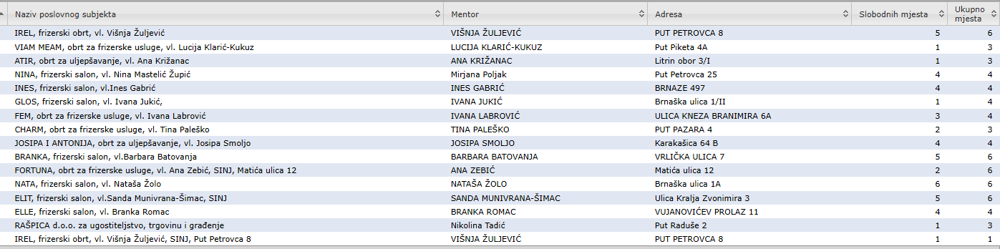 Naziv poslovnog subjekta Mentor Adresa Slobodnih mjesta Ukupno mjesta
IREL, frizerski obrt, vl. Višnja Žuljević VIŠNJA ŽULJEVIĆ PUT PETROVCA 8 5 6
VIAM MEAM, obrt za frizerske usluge, vl. Lucija Klarić-Kukuz LUCIJA KLARIĆ-KUKUZ Put Piketa 4A 1 3
ATIR, obrt za uljepšavanje, vl. Ana Križanac ANA KRIŽANAC Litrin obor 3/I 1 3
NINA, frizerski salon, vl. Nina Mastelić Župić Mirjana Poljak Put Petrovca 25 4 4
INES, frizerski salon, vl.Ines Gabrić INES GABRIĆ BRNAZE 497 4 4
GLOS, frizerski salon, vl. Ivana Jukić, IVANA JUKIĆ Brnaška ulica 1/II 1 4
FEM, obrt za frizerske usluge, vl. Ivana Labrović IVANA LABROVIĆ ULICA KNEZA BRANIMIRA 6A 3 4
CHARM, obrt za frizerske usluge, vl. Tina Paleško TINA PALEŠKO PUT PAZARA 4 2 3
JOSIPA I ANTONIJA, obrt za uljepšavanje, vl. Josipa Smoljo JOSIPA SMOLJO Karakašica 64 B 4 4
BRANKA, frizerski salon, vl.Barbara Batovanja BARBARA BATOVANJA VRLIČKA ULICA 7 5 6
FORTUNA, obrt za frizerske usluge, vl. Ana Zebić, SINJ, Matića ulica 12 ANA ZEBIĆ Matića ulica 12 2 6
NATA, frizerski salon, vl. Nataša Žolo NATAŠA ŽOLO Brnaška ulica 1A 6 6
ELIT, frizerski salon, vl.Sanda Munivrana-Šimac, SINJ SANDA MUNIVRANA-ŠIMAC Ulica Kralja Zvonimira 3 5 6
ELLE, frizerski salon, vl. Branka Romac BRANKA ROMAC VUJANOVIĆEV PROLAZ 11 4 4
RAŠPICA d.o.o. za ugostiteljstvo, trgovinu i građenje Nikolina Tadić Put Raduše 2 1 3
IREL, frizerski obrt, vl. Višnja Žuljević, SINJ, Put Petrovca 8 VIŠNJA ŽULJEVIĆ PUT PETROVCA 8 1 1